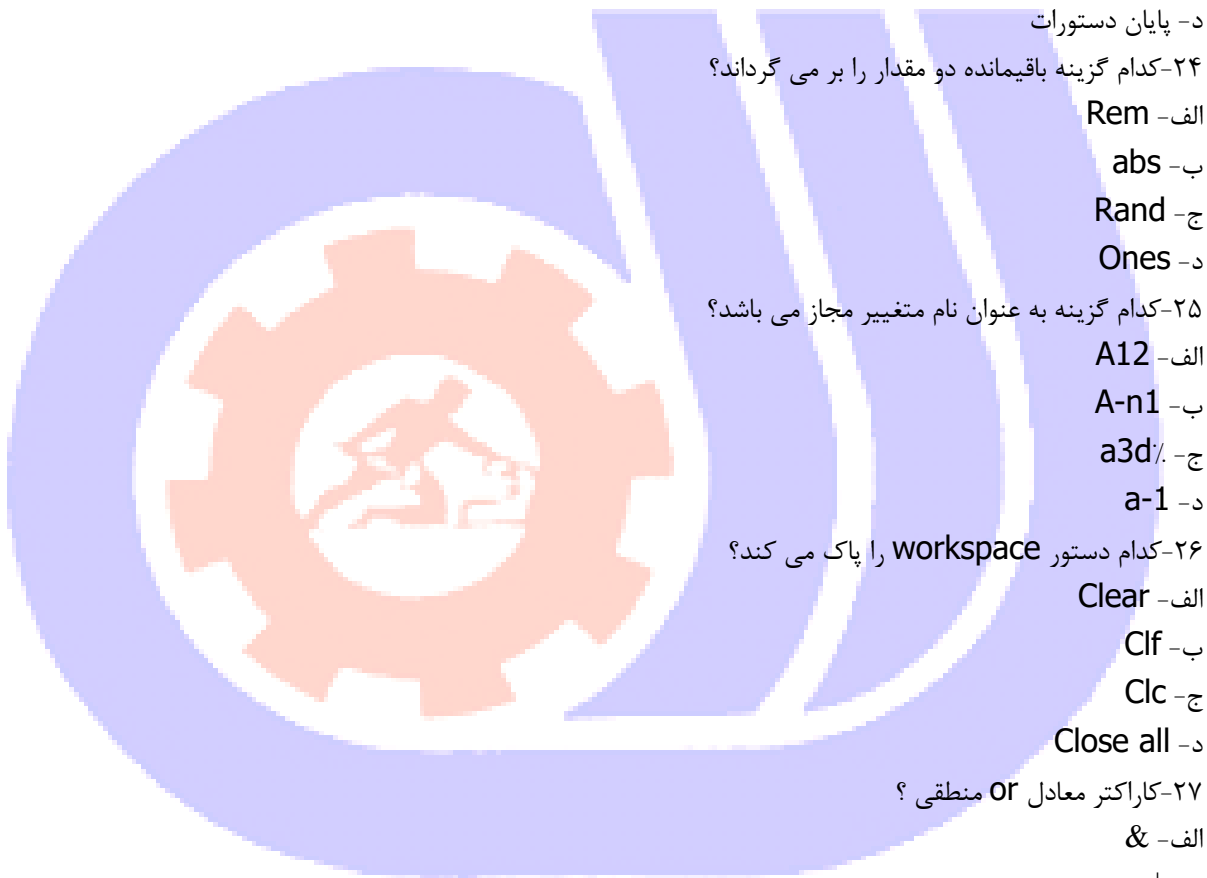 د- پایان دستورات
۲۴-کدام گزینه باقیمانده دو مقدار را بر می گرداند؟
الف- Rem
ب- abs
ج- Rand
د- Ones
۲۵-کدام گزینه به عنوان نام متغییر مجاز می باشد؟
الف- A12
ب- A-n1
ج- a3d٪
د- a-1
۲۶-کدام دستور workspace را پاک می کند؟
الف- Clear
ب- Clf
ج- Clc
د- Close all
۲۷-کاراکتر معادل or منطقی ؟
الف- &